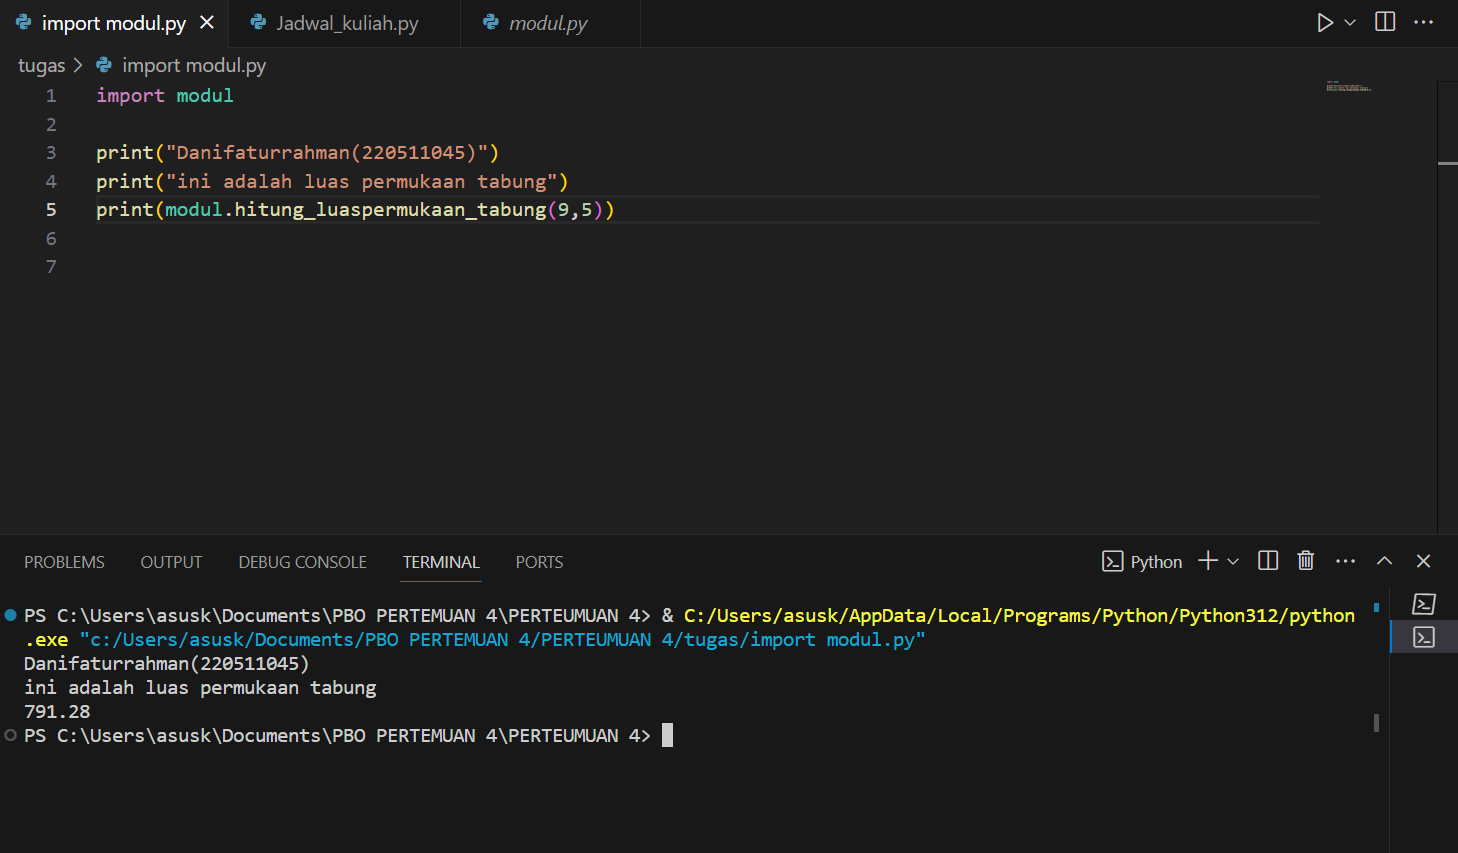 import modul.py
Jadwal_kuliah.py
modul.py
tugas > import modul.py
1 import modul
2
3 print("Danifaturrahman(220511045)")
4 print("ini adalah luas permukaan tabung")
5 print(modul.hitung_luaspermukaan_tabung(9,5))
6
7
PROBLEMS OUTPUT DEBUG CONSOLE TERMINAL PORTS
Python
PS C:\Users\asusk\Documents\PBO PERTEMUAN 4\PERTEUMUAN 4> & C:/Users/asusk/AppData/Local/Programs/Python/Python312/python
.exe "c:/Users/asusk/Documents/PBO PERTEMUAN 4/PERTEUMUAN 4/tugas/import modul.py"
Danifaturrahman(220511045)
ini adalah luas permukaan tabung
791.28
PS C:\Users\asusk\Documents\PBO PERTEMUAN 4\PERTEUMUAN 4>